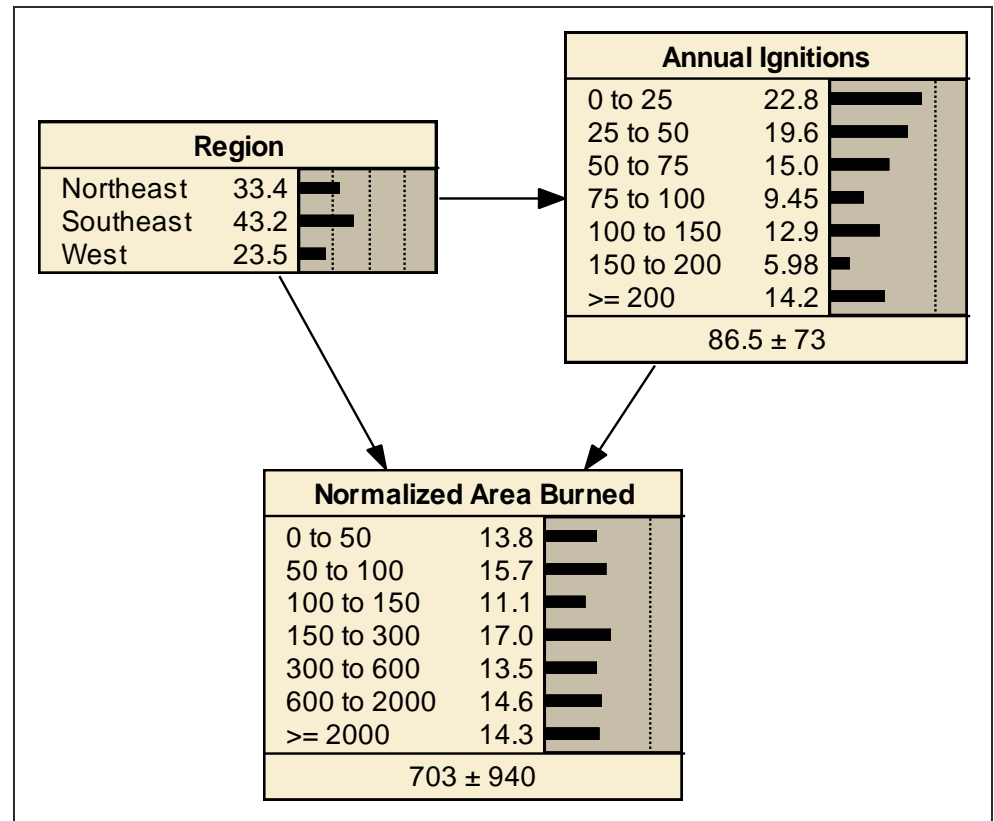 Region
Northeast 33.4
Southeast 43.2
West 23.5
Annual Ignitions
0 to 25 22.8
25 to 50 19.6
50 to 75 15.0
75 to 100 9.45
100 to 150 12.9
150 to 200 5.98
>= 200 14.2
86.5 ± 73
Normalized Area Burned
0 to 50 13.8
50 to 100 15.7
100 to 150 11.1
150 to 300 17.0
300 to 600 13.5
600 to 2000 14.6
>= 2000 14.3
703 ± 940